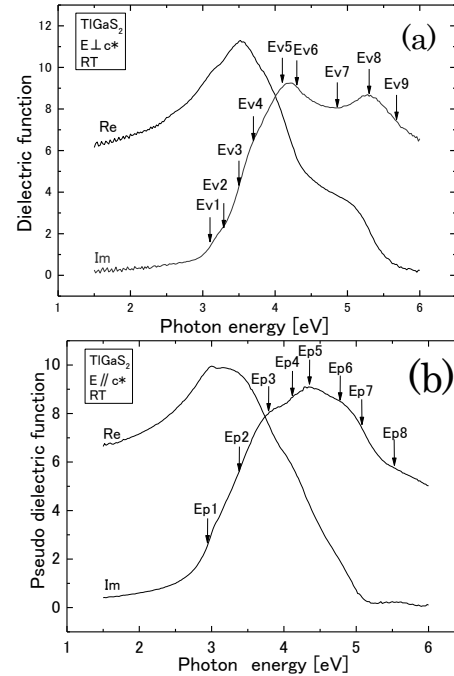 TlGaS₂
E⊥c*
RT
(a)
Dielectric function
12
10
8
6
4
2
0
Re
Im
Ev1
Ev2
Ev3
Ev4
Ev5
Ev6
Ev7
Ev8
Ev9
1
2
3
4
5
6
Photon energy [eV]
TlGaS₂
E // c*
RT
(b)
Pseudo dielectric function
10
8
6
4
2
0
Re
Im
Ep1
Ep2
Ep3
Ep4
Ep5
Ep6
Ep7
Ep8
1
2
3
4
5
6
Photon energy [eV]